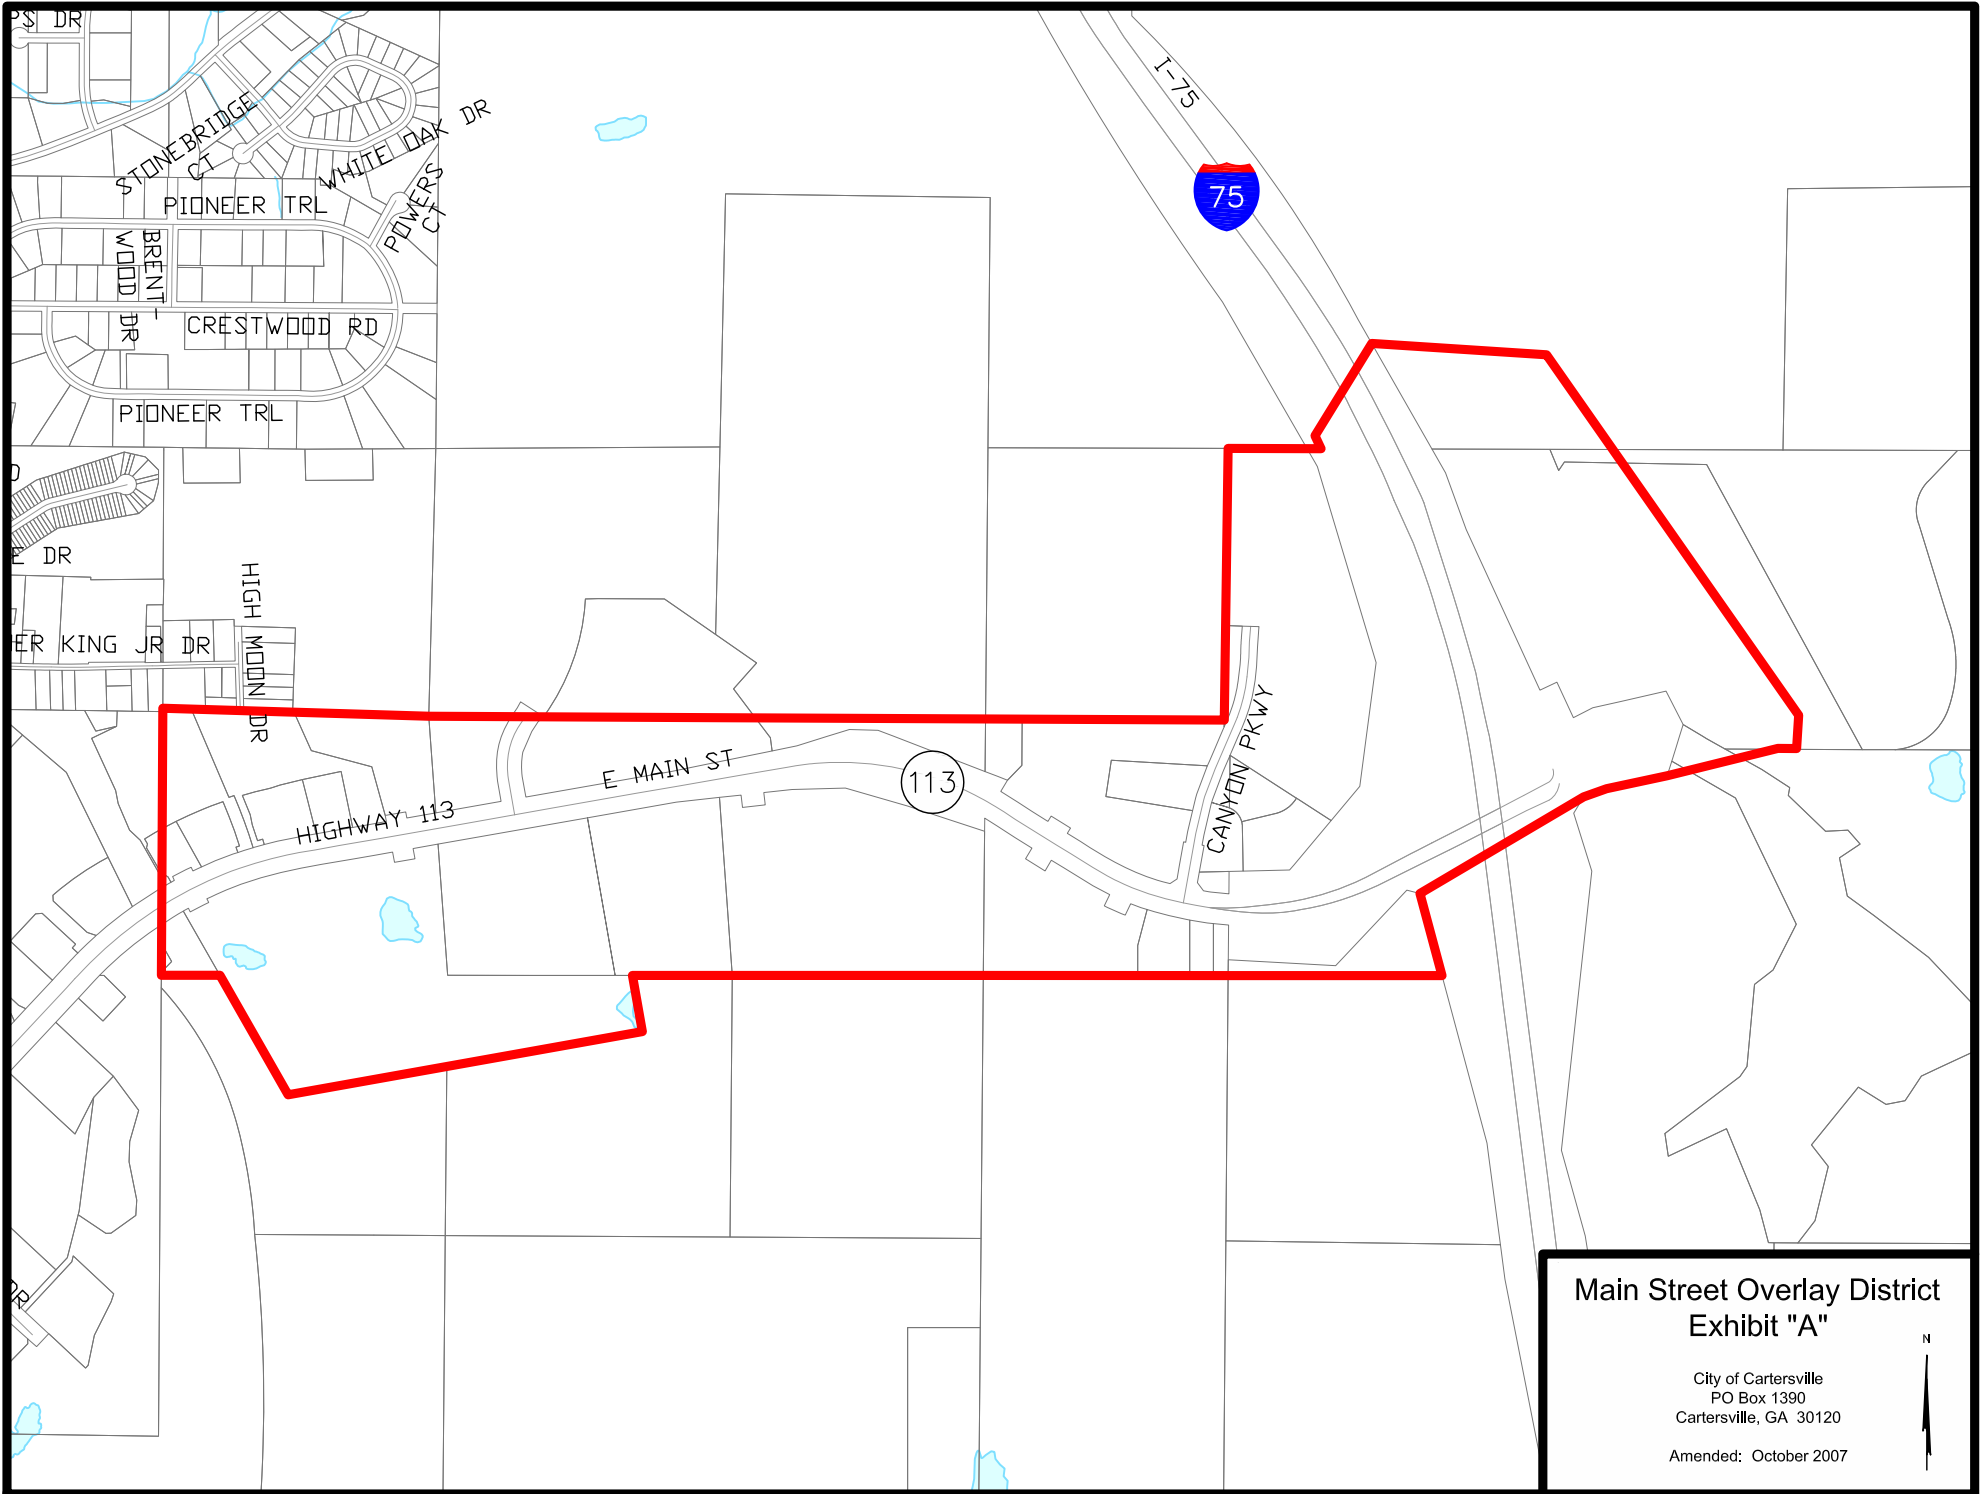 PS DR
I-75
STONEBRIDGE
CT
WHITE OAK DR
75
PIONEER TRL
POWERS
CT
BRENT-
WOOD DR
CRESTWOOD RD
PIONEER TRL
D
E DR
HIGH MOON DR
HER KING JR DR
CANYON PKWY
E MAIN ST
113
HIGHWAY 113
DR
Main Street Overlay District
Exhibit "A"
N
City of Cartersville
PO Box 1390
Cartersville, GA 30120
Amended: October 2007